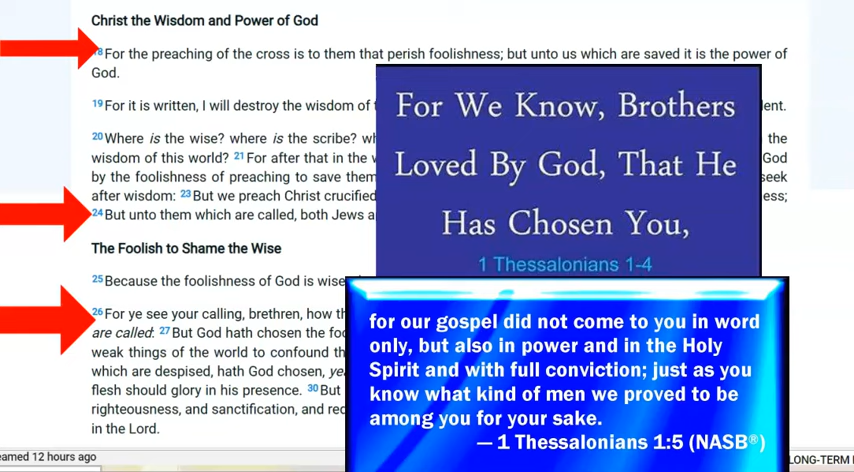 Christ the Wisdom and Power of God
18For the preaching of the cross is to them that perish foolishness; but unto us which are saved it is the power of
God.
19For it is written, I will destroy the wisdom of
ent.
20Where is the wise? where is the scribe?
the
wisdom of this world? 21For after that in the
God
by the foolishness of preaching to save them
seek
after wisdom: 23But we preach Christ crucified
ess;
24But unto them which are called, both Jews
The Foolish to Shame the Wise
25Because the foolishness of God is wise
26For ye see your calling, brethren, how
are called: 27But God hath chosen the
weak things of the world to confound
which are despised, hath God chosen,
flesh should glory in his presence. 30But
righteousness, and sanctification, and
in the Lord.
eamed 12 hours ago
LONG-TERM
For We Know, Brothers
Loved By God, That He
Has Chosen You,
1 Thessalonians 1-4
for our gospel did not come to you in word
only, but also in power and in the Holy
Spirit and with full conviction; just as you
know what kind of men we proved to be
among you for your sake.
— 1 Thessalonians 1:5 (NASB®)